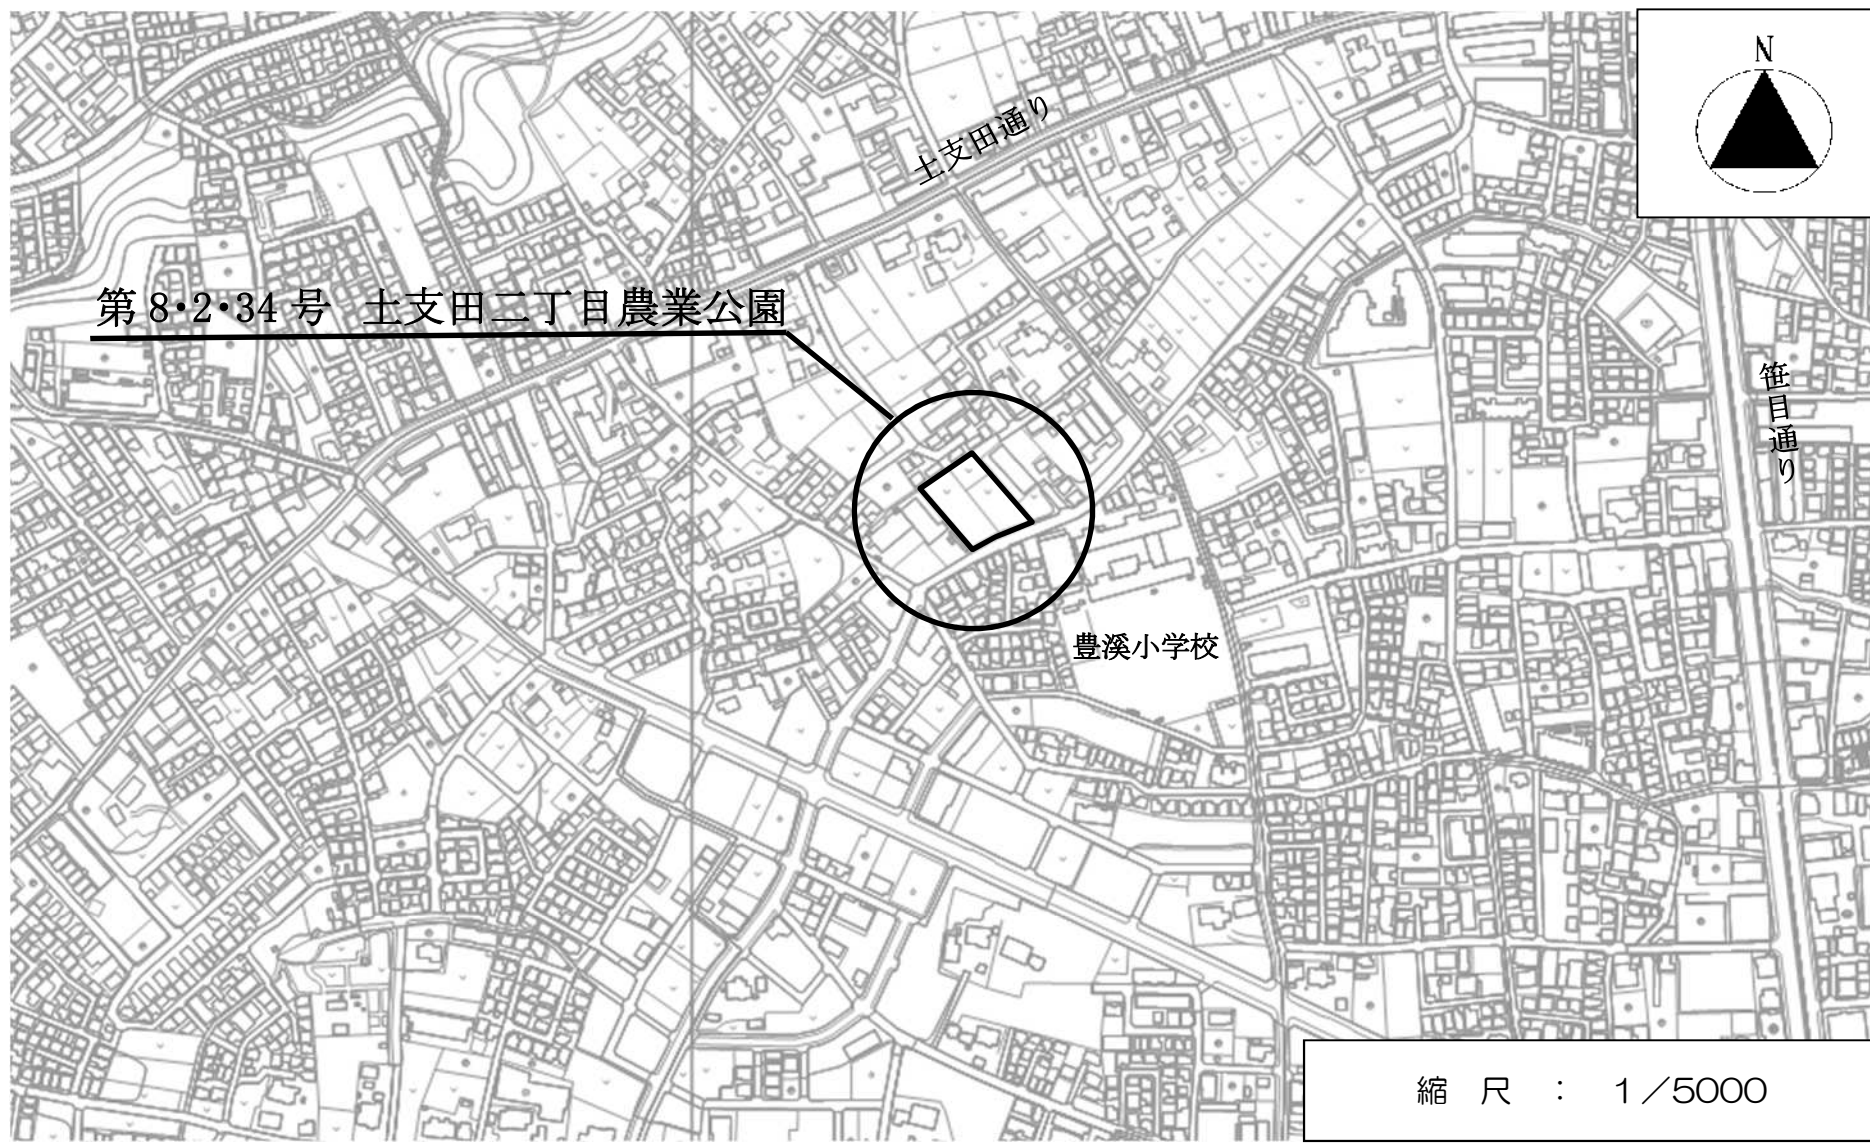 N
土支田通り
第8・2・34号 土支田二丁目農業公園
笹目通り
豊溪小学校
縮 尺 : 1/5000